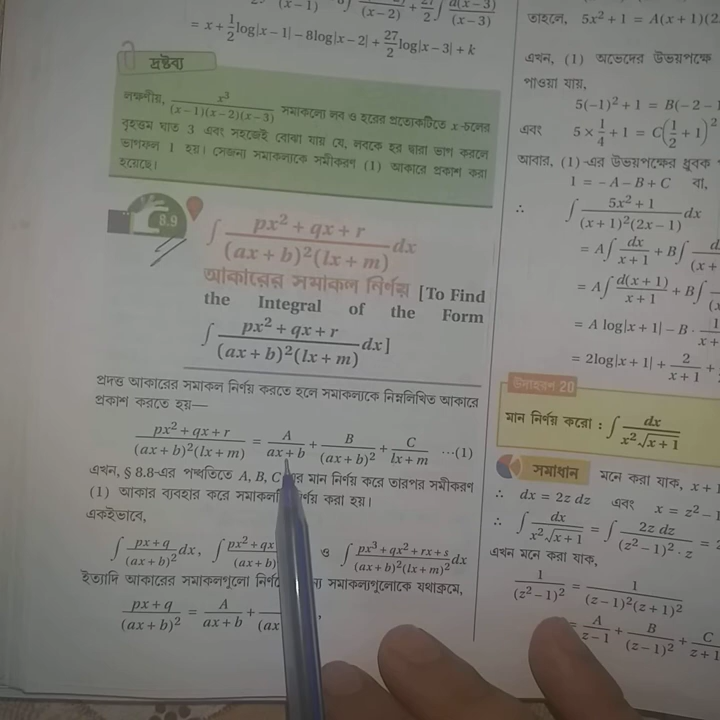 = x + 1/2 log|x − 1| − 8log|x − 2| + 27/2 log|x − 3| + k
দ্রষ্টব্য
লক্ষণীয়, x³/((x − 1)(x − 2)(x − 3)) সমাকল্যে লব ও হরের প্রত্যেকটিতে x-চলের
বৃহত্তম ঘাত 3 এবং সহজেই বোঝা যায় যে, লবকে হর দ্বারা ভাগ করলে
ভাগফল 1 হয়। সেজন্য সমাকল্যকে সমীকরণ (1) আকারে প্রকাশ করা
হয়েছে।
8.9
∫ (px² + qx + r)/((ax + b)²(lx + m)) dx
আকারের সমাকল নির্ণয় [To Find
the Integral of the Form
∫ (px² + qx + r)/((ax + b)²(lx + m)) dx]
প্রদত্ত আকারের সমাকল নির্ণয় করতে হলে সমাকল্যকে নিম্নলিখিত আকারে
প্রকাশ করতে হয়—
(px² + qx + r)/((ax + b)²(lx + m)) = A/(ax + b) + B/(ax + b)² + C/(lx + m) ···(1)
এখন, § 8.8-এর পদ্ধতিতে A, B, C এর মান নির্ণয় করে তারপর সমীকরণ
(1) আকার ব্যবহার করে নির্ণয় করা হয়।
একইভাবে,
∫ (px + q)/(ax + b)² dx, ∫ (px² + qx)/(ax + b) ও ∫ (px³ + qx² + rx + s)/((ax + b)²(lx + m)²) dx
ইত্যাদি আকারের সমাকলগুলো সমাকল্যগুলোকে যথাক্রমে,
(px + q)/(ax + b)² = A/(ax + b) + /(ax ,
তাহলে, 5x² + 1 = A(x + 1)(2
এখন, (1) অভেদের উভয়পক্ষে
পাওয়া যায়,
5(−1)² + 1 = B(−2 −
এবং 5 × 1/4 + 1 = C(1/2 + 1)²
আবার, (1)-এর উভয়পক্ষের ধ্রুবক
1 = −A − B + C বা,
∴ ∫ (5x² + 1)/((x + 1)²(2x − 1)) dx
= A∫ dx/(x + 1) + B∫ d/(x +
= A∫ d(x + 1)/(x + 1) + B∫
= A log|x + 1| − B · 1/(x +
= 2log|x + 1| + 2/(x + 1) +
উদাহরণ 20
মান নির্ণয় করো : ∫ dx/(x²√(x + 1))
সমাধান মনে করা যাক, x +
∴ dx = 2z dz এবং x = z² −
∴ ∫ dx/(x²√(x + 1)) = ∫ 2z dz/((z² − 1)² · z) =
এখন মনে করা যাক,
1/(z² − 1)² = 1/((z − 1)²(z + 1)²)
= A/(z − 1) + B/(z − 1)² + C/(z + 1